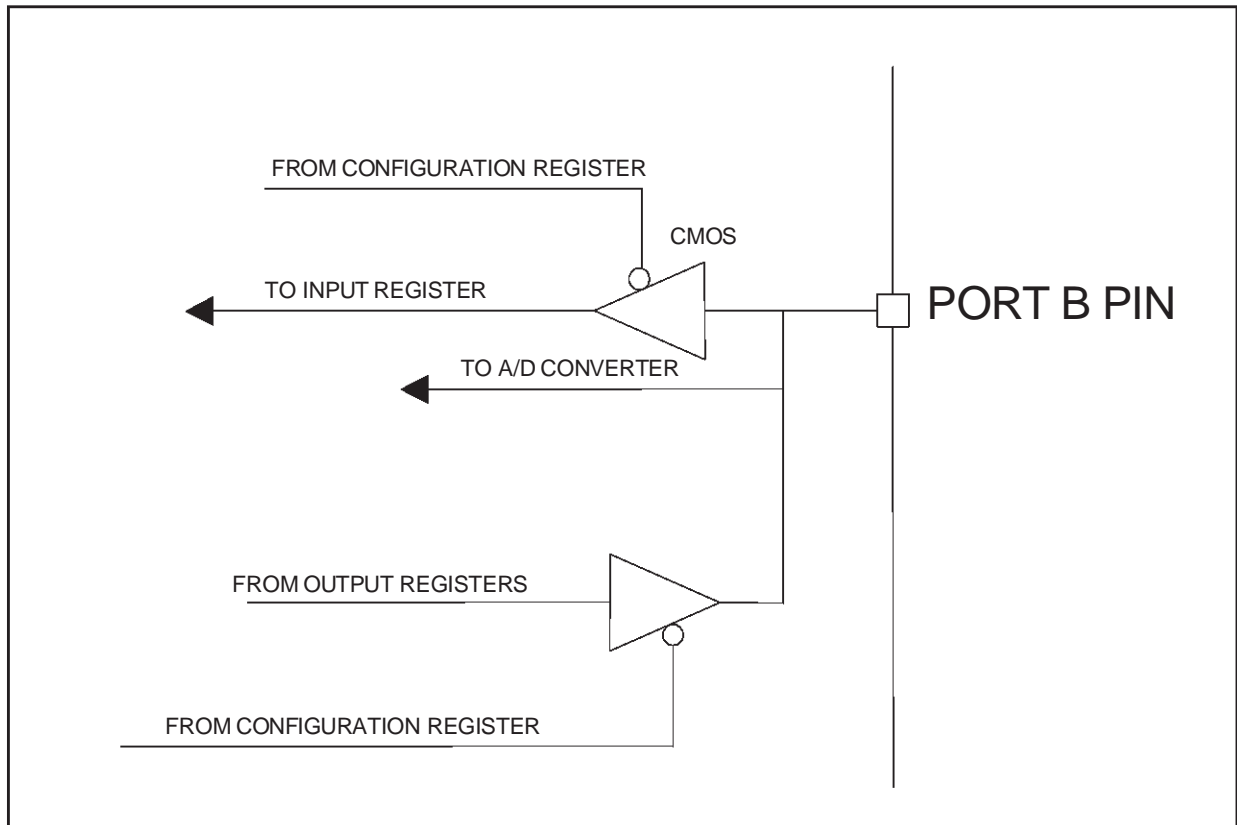 FROM CONFIGURATION REGISTER
CMOS
TO INPUT REGISTER
PORT B PIN
TO A/D CONVERTER
FROM OUTPUT REGISTERS
FROM CONFIGURATION REGISTER